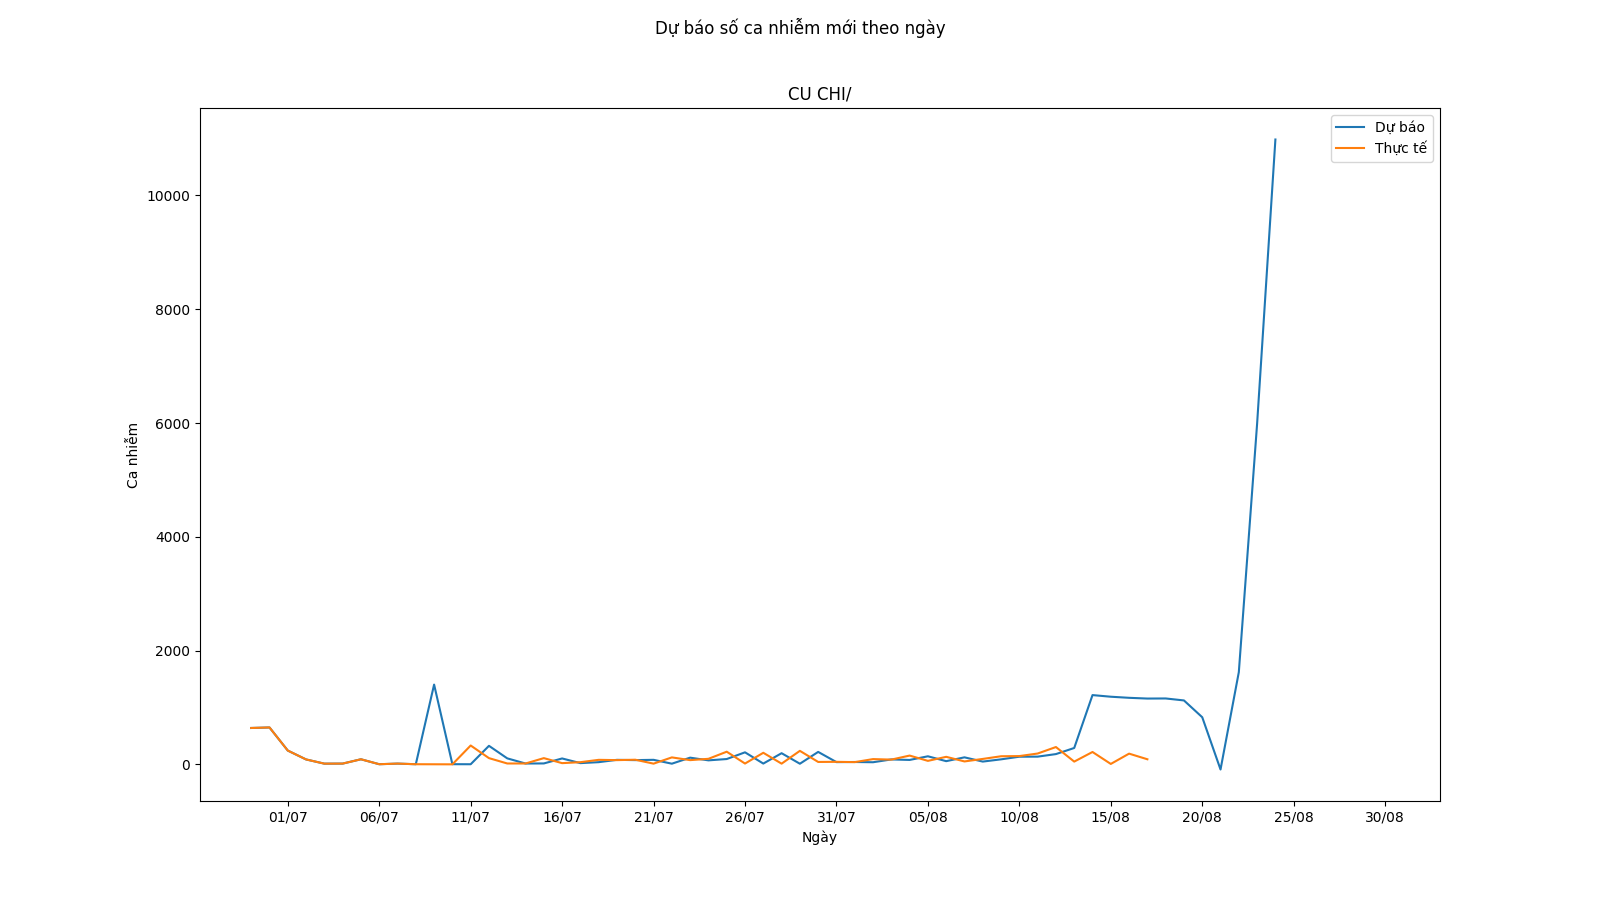 Dự báo số ca nhiễm mới theo ngày
CU CHI/
Dự báo
Thực tế
10000
8000
6000
4000
2000
0
Ca nhiễm
01/07 06/07 11/07 16/07 21/07 26/07 31/07 05/08 10/08 15/08 20/08 25/08 30/08
Ngày